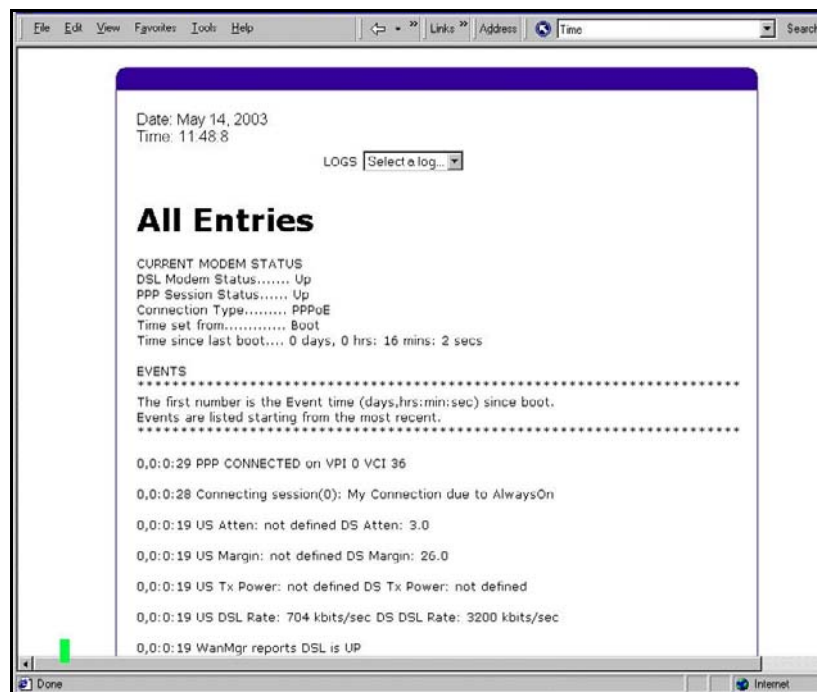 File Edit View Favorites Tools Help Links » Address Time Search
Date: May 14, 2003
Time: 11:48:8
LOGS Select a log...
All Entries
CURRENT MODEM STATUS
DSL Modem Status....... Up
PPP Session Status...... Up
Connection Type......... PPPoE
Time set from............. Boot
Time since last boot.... 0 days, 0 hrs: 16 mins: 2 secs
EVENTS
***************************************************************************
The first number is the Event time (days,hrs:min:sec) since boot.
Events are listed starting from the most recent.
***************************************************************************
0,0:0:29 PPP CONNECTED on VPI 0 VCI 36
0,0:0:28 Connecting session(0): My Connection due to AlwaysOn
0,0:0:19 US Atten: not defined DS Atten: 3.0
0,0:0:19 US Margin: not defined DS Margin: 26.0
0,0:0:19 US Tx Power: not defined DS Tx Power: not defined
0,0:0:19 US DSL Rate: 704 kbits/sec DS DSL Rate: 3200 kbits/sec
0,0:0:19 WanMgr reports DSL is UP
Done Internet